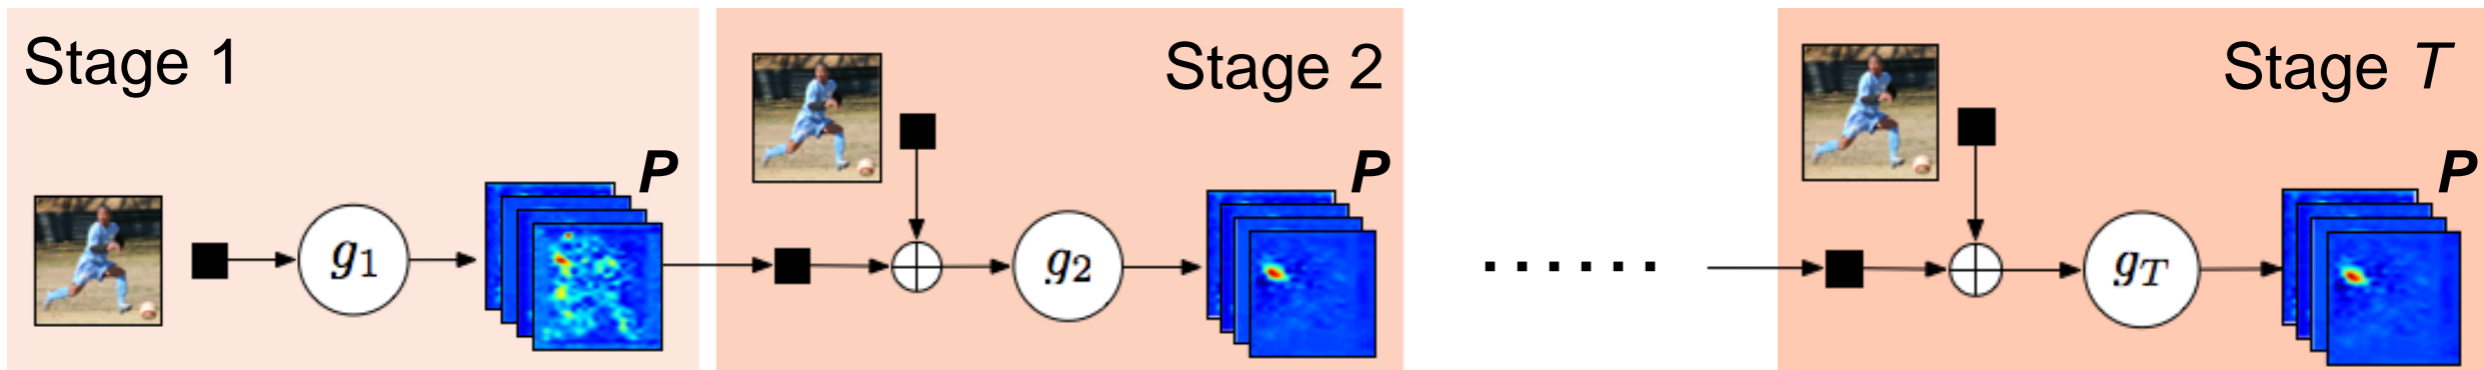 Stage 1
g1
P
Stage 2
g2
P
......
Stage T
gT
P